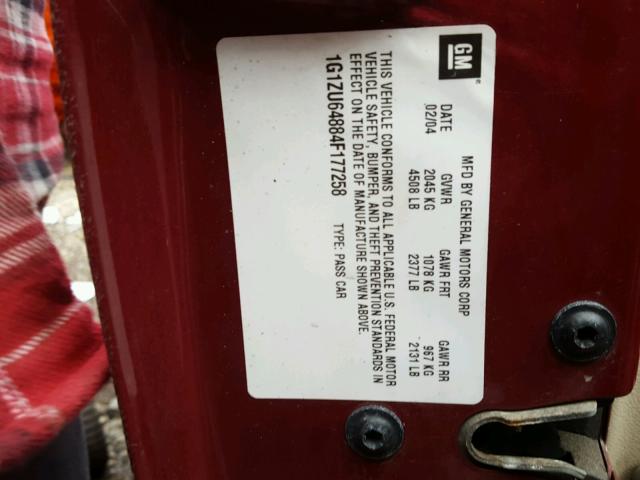 GM
MFD BY GENERAL MOTORS CORP
DATE GVWR GAWR FRT GAWR RR
02/04 2045 KG 1078 KG 967 KG
4508 LB 2377 LB 2131 LB
THIS VEHICLE CONFORMS TO ALL APPLICABLE U.S. FEDERAL MOTOR
VEHICLE SAFETY, BUMPER, AND THEFT PREVENTION STANDARDS IN
EFFECT ON THE DATE OF MANUFACTURE SHOWN ABOVE.
1G1ZU64884F177258 TYPE: PASS CAR